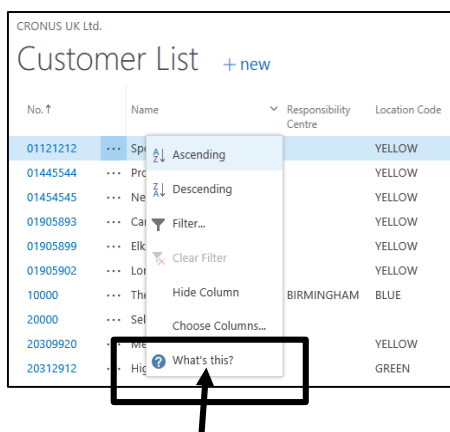 CRONUS UK Ltd.
Customer List + new
No. ↑ Name Responsibility Centre Location Code
01121212 ··· YELLOW
Ascending
01445544 ··· YELLOW
Descending
01454545 ··· YELLOW
01905893 ··· YELLOW
Filter...
01905899 ··· Elk YELLOW
Clear Filter
01905902 ··· YELLOW
Hide Column
10000 ··· BIRMINGHAM BLUE
20000 ··· Sel
Choose Columns...
20309920 ··· YELLOW
What's this?
20312912 ··· GREEN